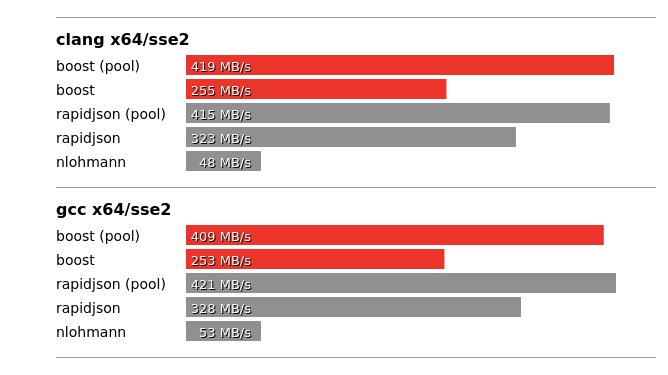 clang x64/sse2
boost (pool) 419 MB/s
boost 255 MB/s
rapidjson (pool) 415 MB/s
rapidjson 323 MB/s
nlohmann 48 MB/s
gcc x64/sse2
boost (pool) 409 MB/s
boost 253 MB/s
rapidjson (pool) 421 MB/s
rapidjson 328 MB/s
nlohmann 53 MB/s